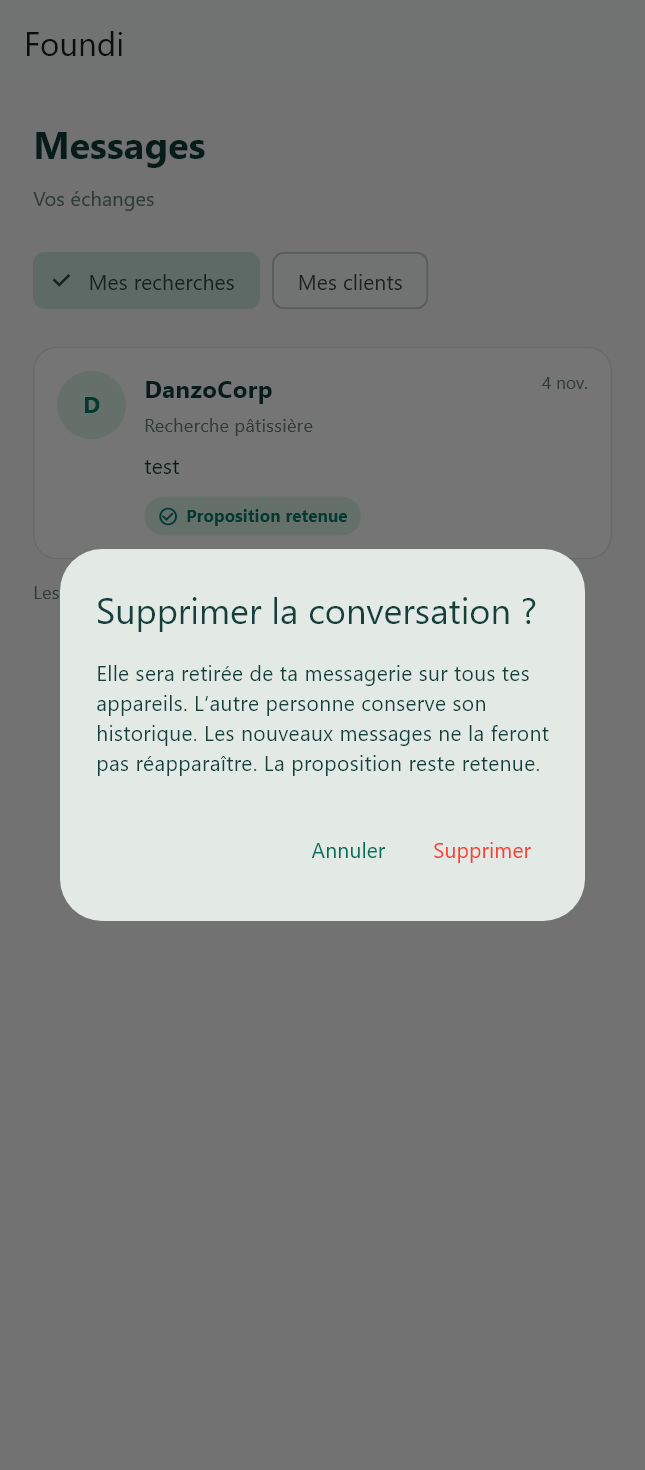 Foundi
Messages
Vos échanges
Mes recherches
Mes clients
DanzoCorp
4 nov.
D
Recherche pâtissière
test
Proposition retenue
Les
Supprimer la conversation ?
Elle sera retirée de ta messagerie sur tous tes
appareils. L’autre personne conserve son
historique. Les nouveaux messages ne la feront
pas réapparaître. La proposition reste retenue.
Annuler
Supprimer